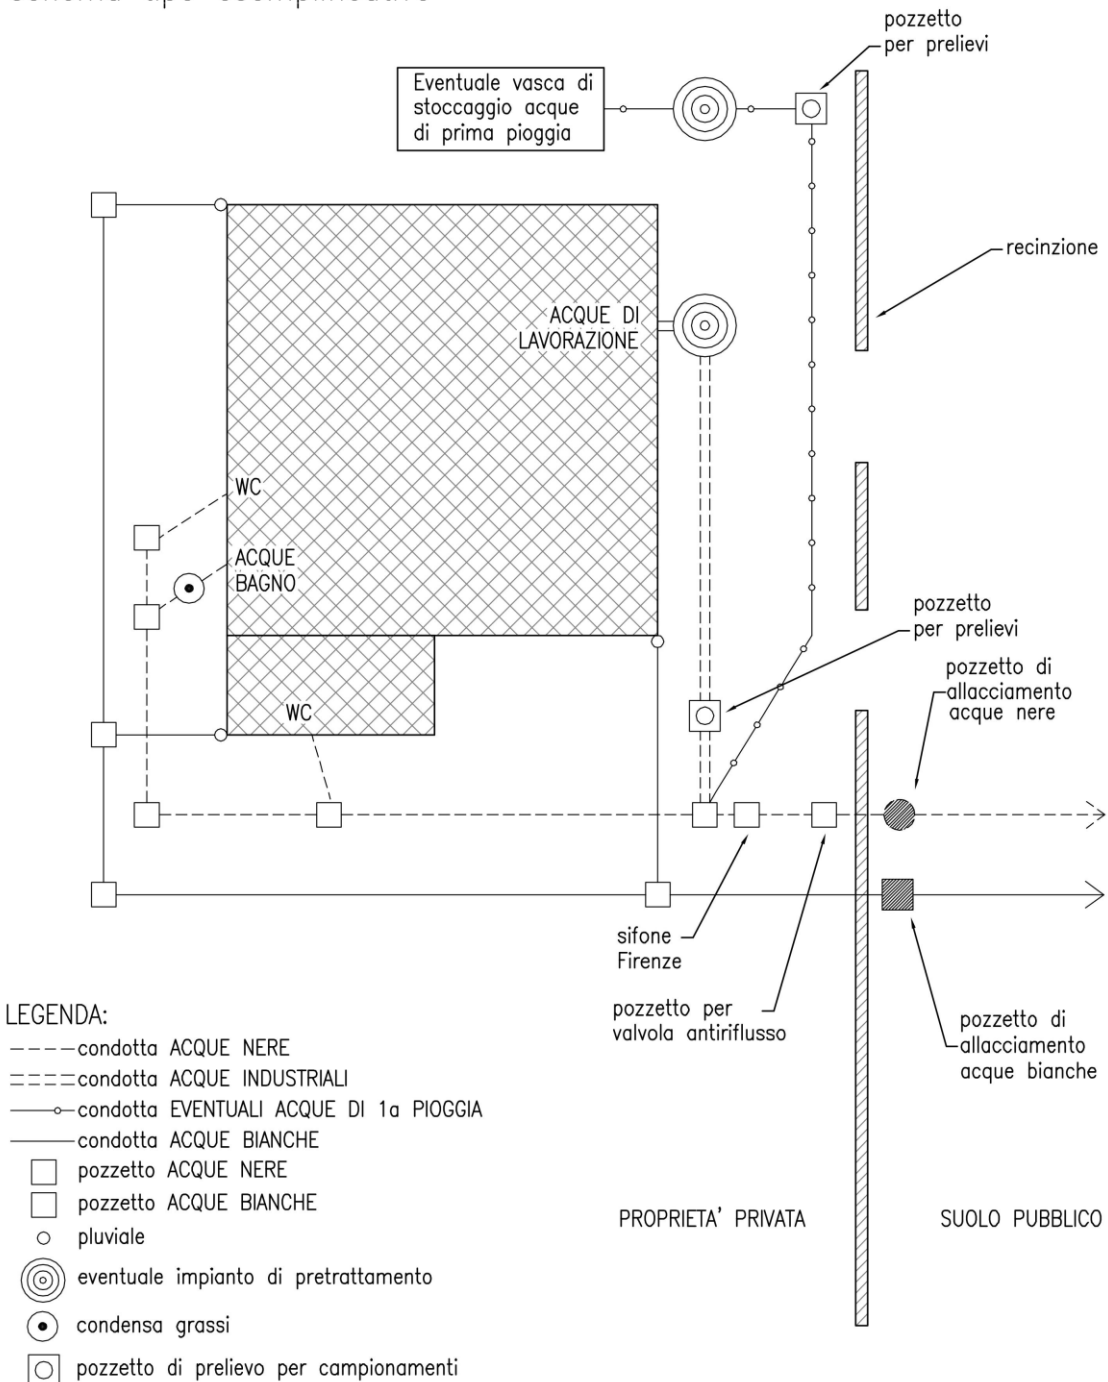 pozzetto
per prelievi
Eventuale vasca di
stoccaggio acque
di prima pioggia
recinzione
ACQUE DI
LAVORAZIONE
WC
ACQUE
BAGNO
pozzetto
per prelievi
pozzetto di
allacciamento
acque nere
WC
sifone
Firenze
pozzetto per
valvola antiriflusso
pozzetto di
allacciamento
acque bianche
LEGENDA:
condotta ACQUE NERE
condotta ACQUE INDUSTRIALI
condotta EVENTUALI ACQUE DI 1a PIOGGIA
condotta ACQUE BIANCHE
pozzetto ACQUE NERE
pozzetto ACQUE BIANCHE
pluviale
eventuale impianto di pretrattamento
condensa grassi
pozzetto di prelievo per campionamenti
PROPRIETA' PRIVATA
SUOLO PUBBLICO